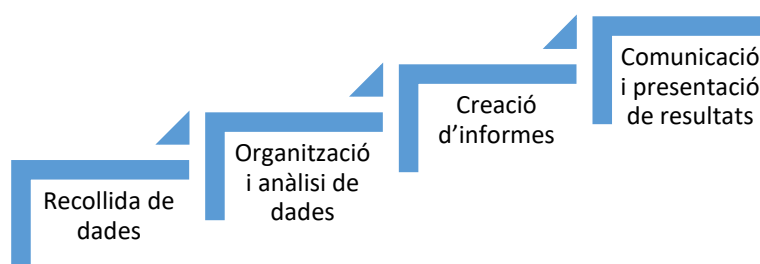 Recollida de
dades
Organització
i anàlisi de
dades
Creació
d’informes
Comunicació
i presentació
de resultats